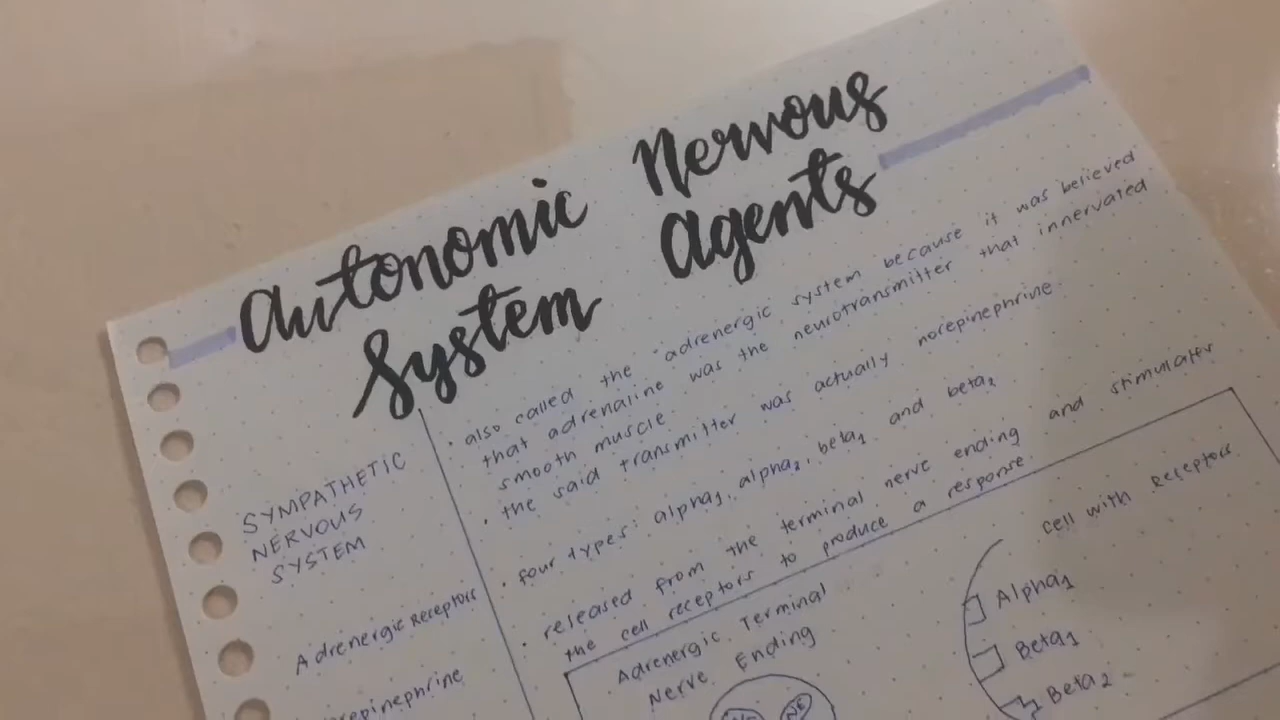 Autonomic Nervous
System Agents
SYMPATHETIC
NERVOUS
SYSTEM
• also called the adrenergic system because it was believed
that adrenaline was the neurotransmitter that innervated
smooth muscle
• the said transmitter was actually norepinephrine
Adrenergic Receptors
• four types: alpha₁, alpha₂, beta₁ and beta₂
• released from the terminal nerve ending and stimulates
the cell receptors to produce a response
Adrenergic Terminal
Nerve Ending
NE
cell with Receptors
Alpha₁
Beta₁
Beta₂